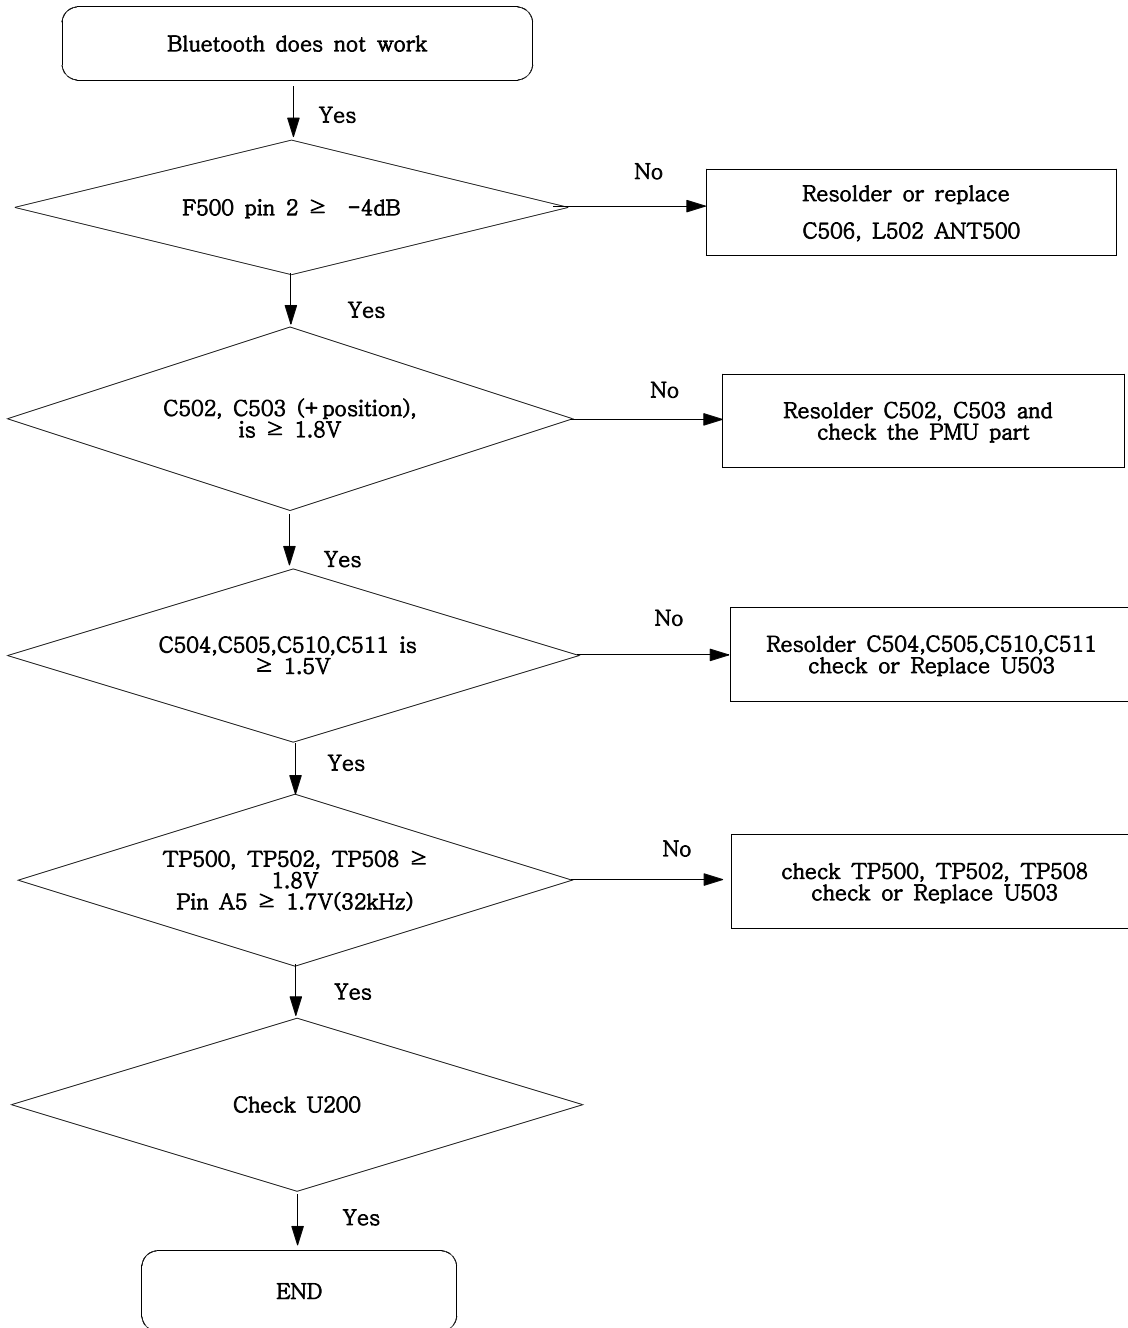 Bluetooth does not work
Yes
F500 pin 2 ≥ -4dB
No
Resolder or replace
C506, L502 ANT500
Yes
C502, C503 (+position),
is ≥ 1.8V
No
Resolder C502, C503 and
check the PMU part
Yes
C504,C505,C510,C511 is
≥ 1.5V
No
Resolder C504,C505,C510,C511
check or Replace U503
Yes
TP500, TP502, TP508 ≥
1.8V
Pin A5 ≥ 1.7V(32kHz)
No
check TP500, TP502, TP508
check or Replace U503
Yes
Check U200
Yes
END